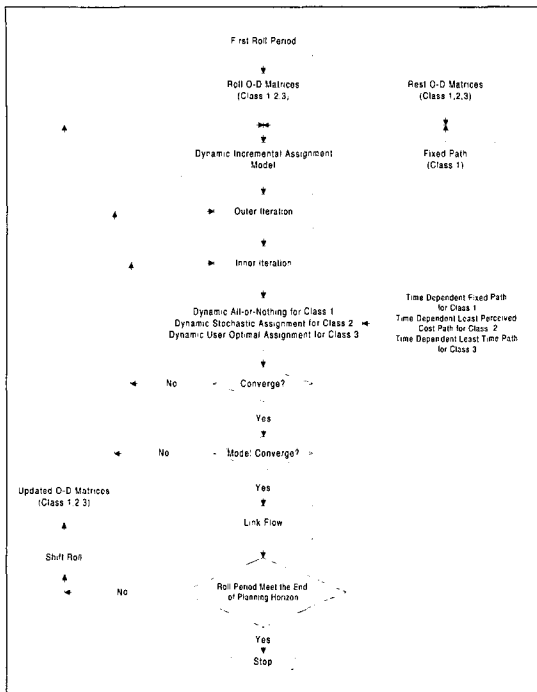 First Roll Period
Roll O-D Matrices
(Class 1,2,3)
Rest O-D Matrices
(Class 1,2,3)
Dynamic Incremental Assignment
Model
Fixed Path
(Class 1)
Outer Iteration
Inner Iteration
Dynamic All-or-Nothing for Class 1
Dynamic Stochastic Assignment for Class 2
Dynamic User Optimal Assignment for Class 3
Time Dependent Fixed Path
for Class 1
Time Dependent Least Perceived
Cost Path for Class 2
Time Dependent Least Time Path
for Class 3
No
Converge?
Yes
No
Model Converge?
Yes
Updated O-D Matrices
(Class 1,2,3)
Link Flow
Shift Roll
No
Roll Period Meet the End
of Planning Horizon
Yes
Stop